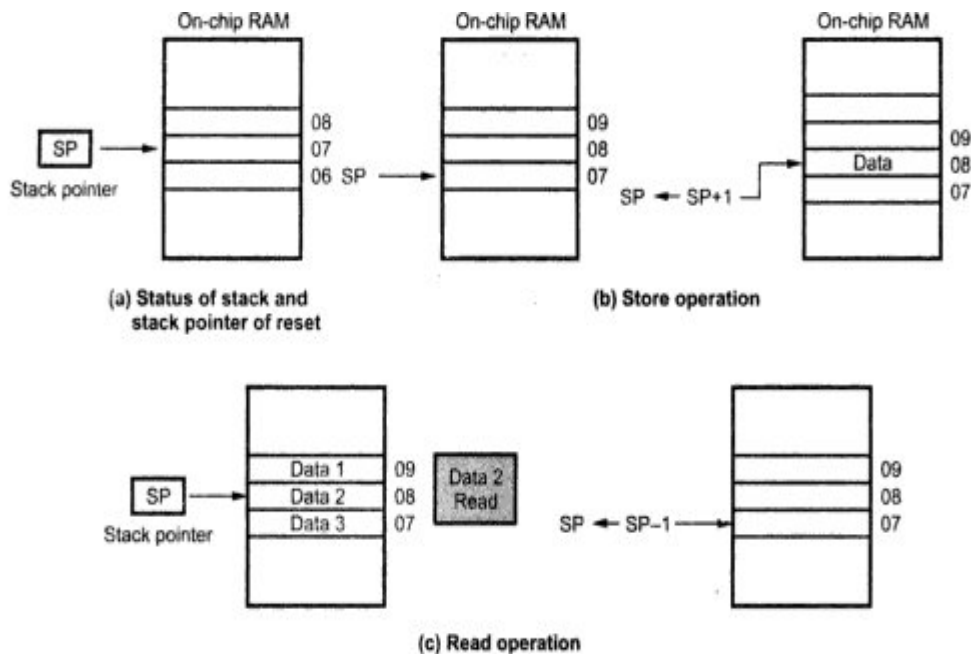 On-chip RAM
On-chip RAM
On-chip RAM
08
07
06
SP
Stack pointer
09
08
07
SP
09
08
07
Data
SP SP+1
(a) Status of stack and
stack pointer of reset
(b) Store operation
Data 1
Data 2
Data 3
09
08
07
SP
Stack pointer
Data 2
Read
09
08
07
SP SP–1
(c) Read operation